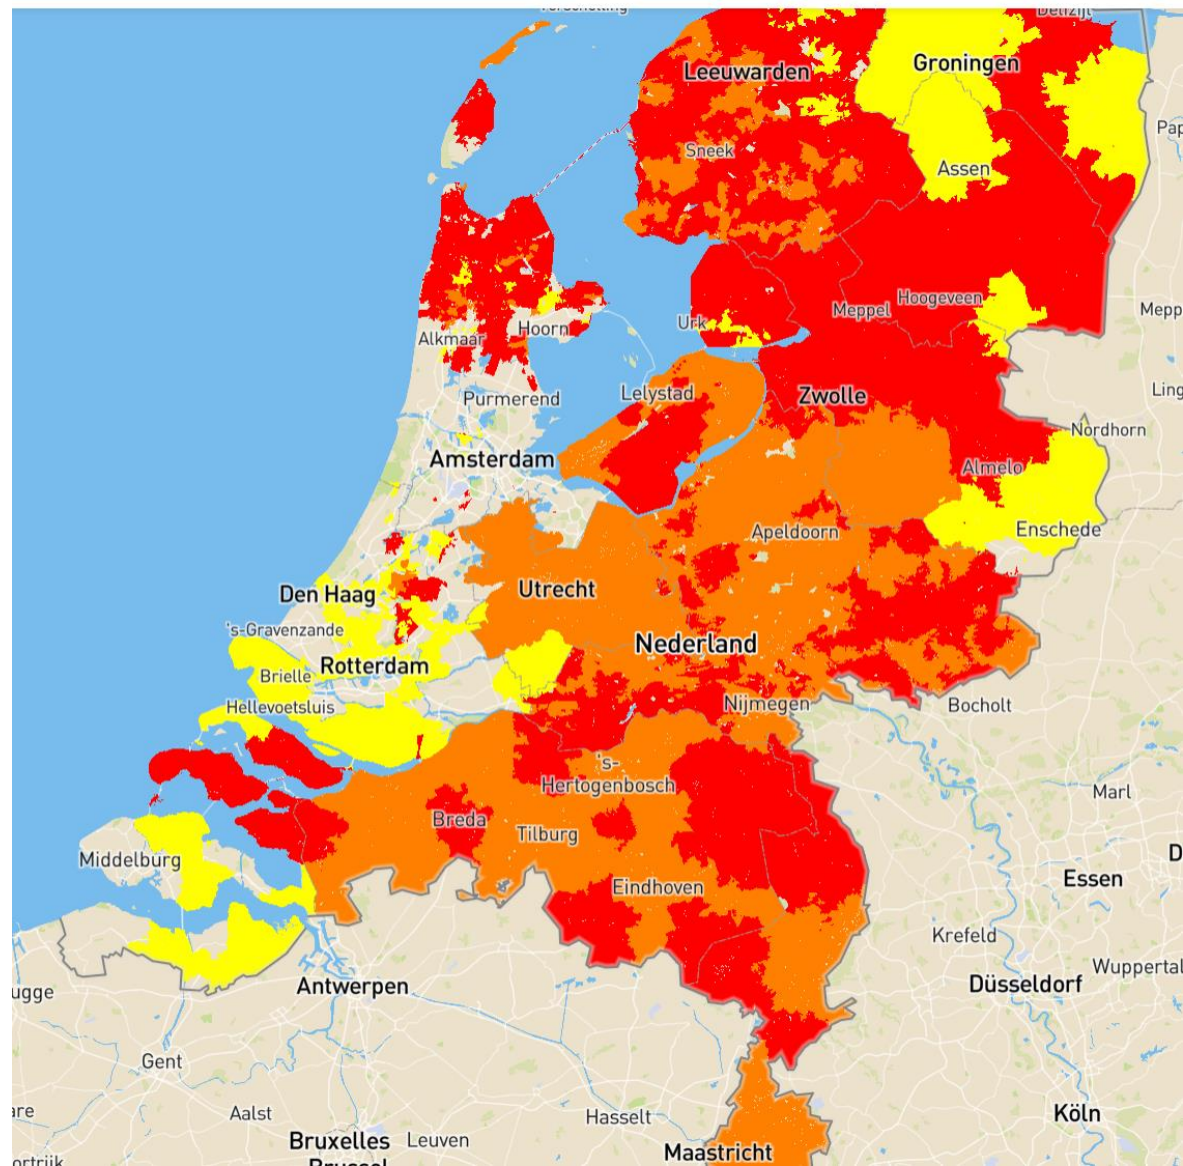 Delfzijl
Leeuwarden
Groningen
Sneek
Assen
Meppel
Hoogeveen
Urk
Hoorn
Alkmaar
Lelystad
Zwolle
Purmerend
Nordhorn
Almelo
Amsterdam
Enschede
Apeldoorn
Den Haag
Utrecht
's-Gravenzande
Nederland
Rotterdam
Brielle
Hellevoetsluis
Nijmegen
Bocholt
's-
Hertogenbosch
Marl
Breda
Tilburg
Middelburg
Eindhoven
Essen
Krefeld
Wuppertal
Düsseldorf
Antwerpen
Gent
Aalst
Hasselt
Köln
Bruxelles
Leuven
Maastricht